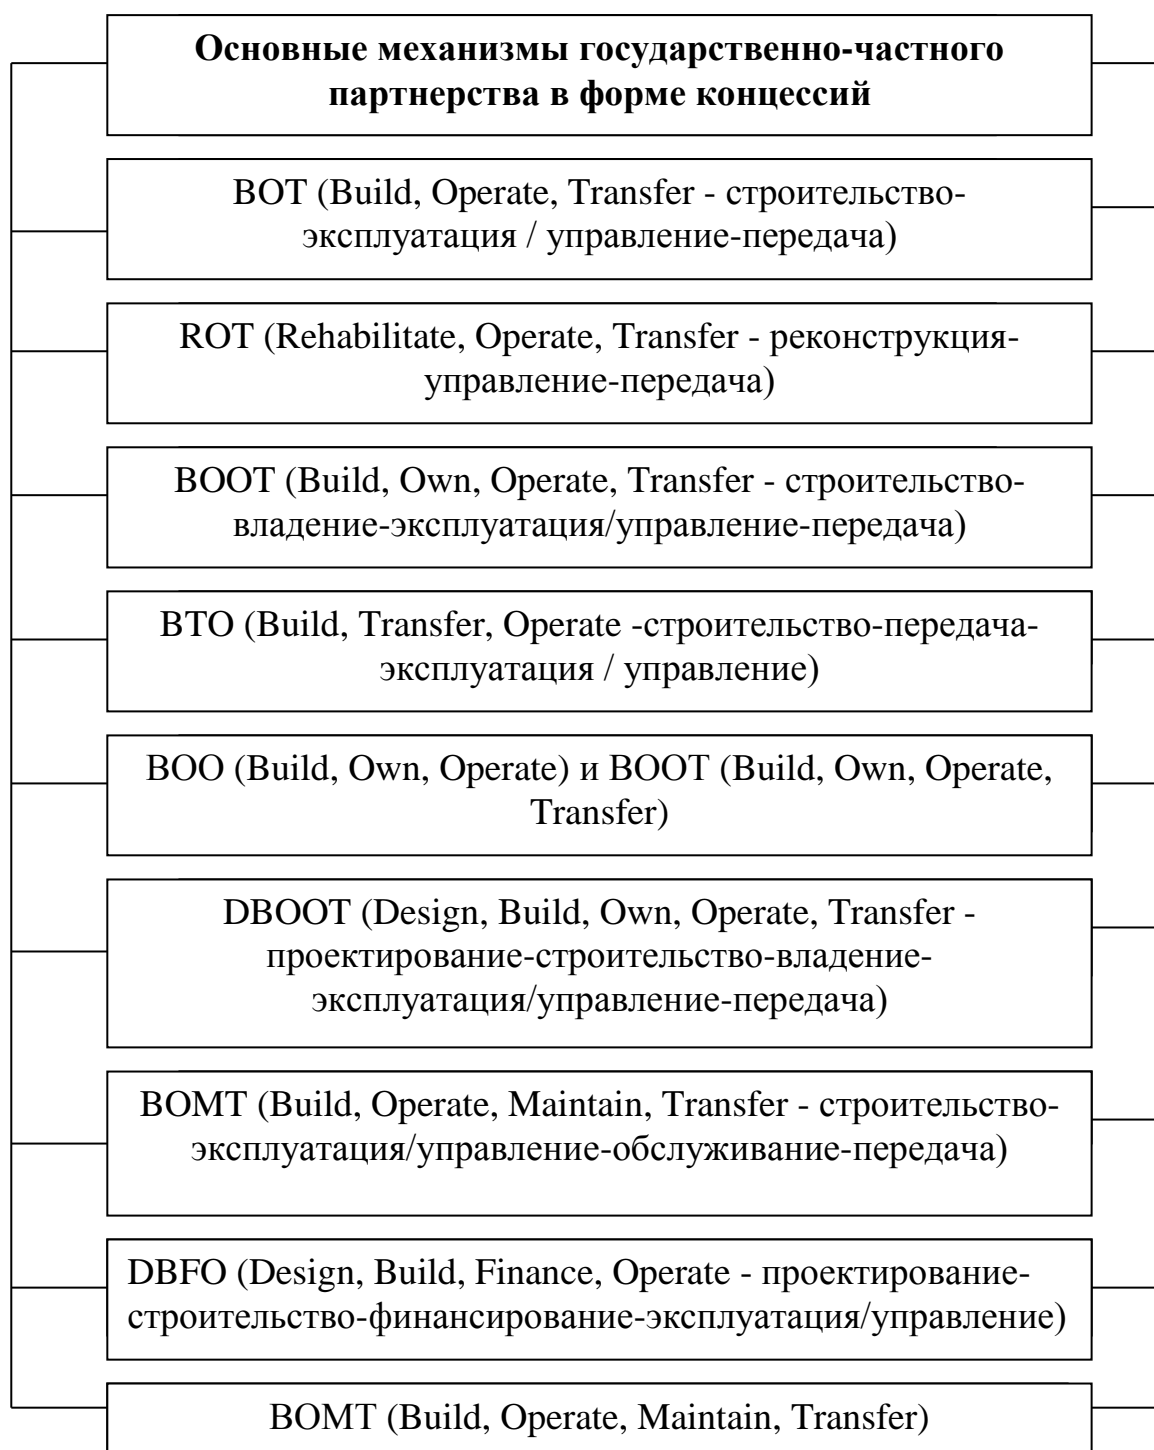 Основные механизмы государственно-частного
партнерства в форме концессий
BOT (Build, Operate, Transfer - строительство-
эксплуатация / управление-передача)
ROT (Rehabilitate, Operate, Transfer - реконструкция-
управление-передача)
BOOT (Build, Own, Operate, Transfer - строительство-
владение-эксплуатация/управление-передача)
BTO (Build, Transfer, Operate -строительство-передача-
эксплуатация / управление)
BOO (Build, Own, Operate) и BOOT (Build, Own, Operate,
Transfer)
DBOOT (Design, Build, Own, Operate, Transfer -
проектирование-строительство-владение-
эксплуатация/управление-передача)
BOMT (Build, Operate, Maintain, Transfer - строительство-
эксплуатация/управление-обслуживание-передача)
DBFO (Design, Build, Finance, Operate - проектирование-
строительство-финансирование-эксплуатация/управление)
BOMT (Build, Operate, Maintain, Transfer)